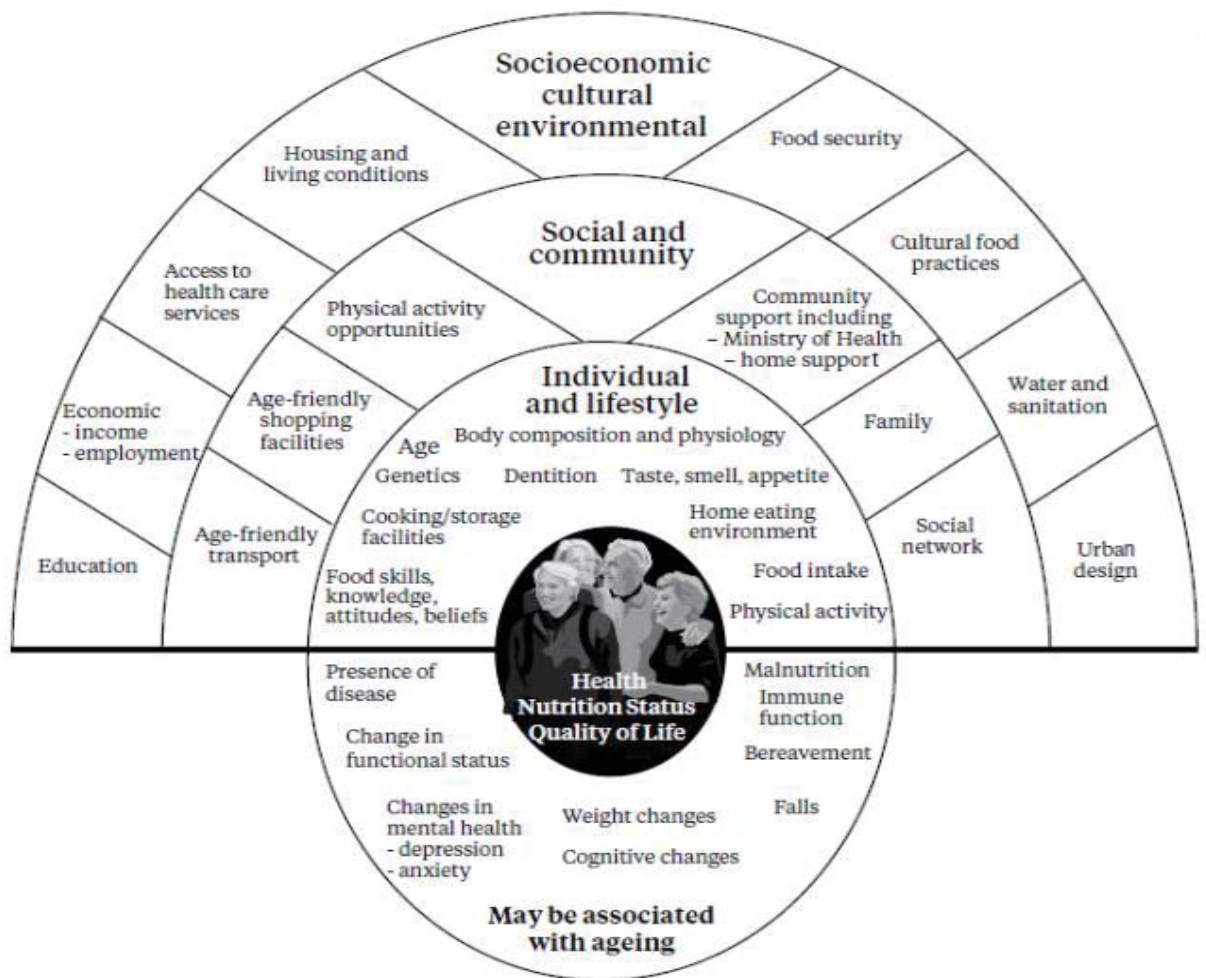 Socioeconomic
cultural
environmental
Housing and
living conditions
Food security
Access to
health care
services
Cultural food
practices
Economic
- income
- employment
Water and
sanitation
Education
Urban
design
Social and
community
Physical activity
opportunities
Community
support including
– Ministry of Health
– home support
Age-friendly
shopping
facilities
Family
Age-friendly
transport
Social
network
Individual
and lifestyle
Age
Body composition and physiology
Genetics
Dentition
Taste, smell, appetite
Cooking/storage
facilities
Home eating
environment
Food skills,
knowledge,
attitudes, beliefs
Food intake
Physical activity
Health
Nutrition Status
Quality of Life
Presence of
disease
Malnutrition
Immune
function
Change in
functional status
Bereavement
Changes in
mental health
- depression
- anxiety
Weight changes
Cognitive changes
Falls
May be associated
with ageing